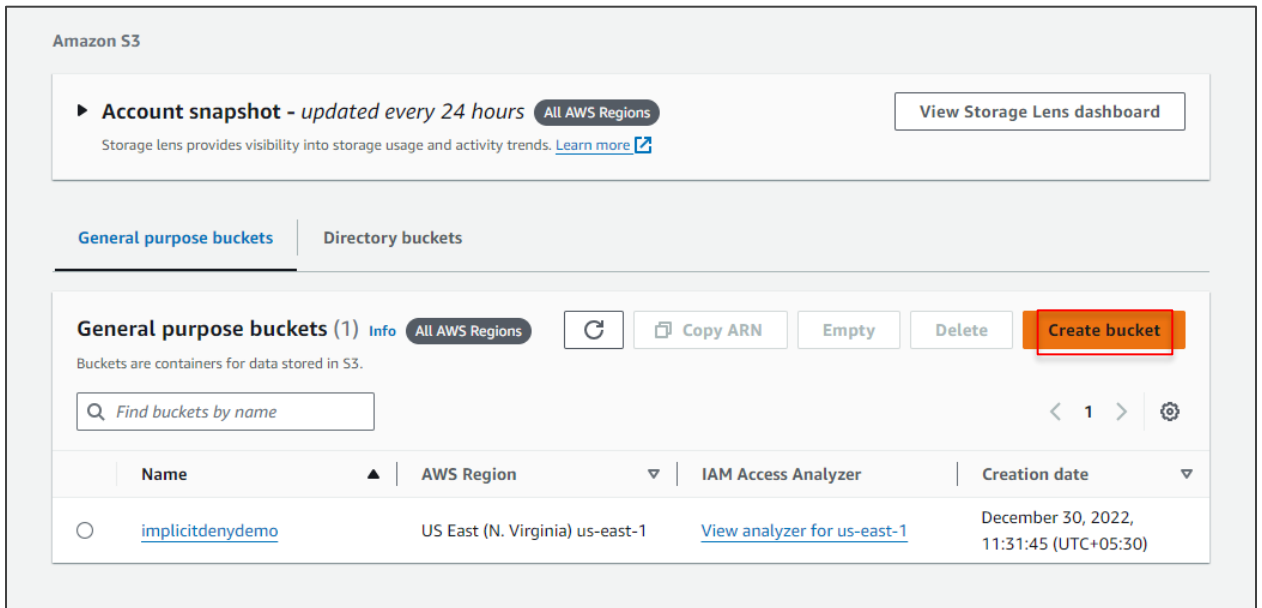 Amazon S3
Account snapshot - updated every 24 hours All AWS Regions View Storage Lens dashboard
Storage lens provides visibility into storage usage and activity trends. Learn more
General purpose buckets Directory buckets
General purpose buckets (1) Info All AWS Regions Copy ARN Empty Delete Create bucket
Buckets are containers for data stored in S3.
Find buckets by name 1
Name AWS Region IAM Access Analyzer Creation date
implicitdenydemo US East (N. Virginia) us-east-1 View analyzer for us-east-1 December 30, 2022,
11:31:45 (UTC+05:30)